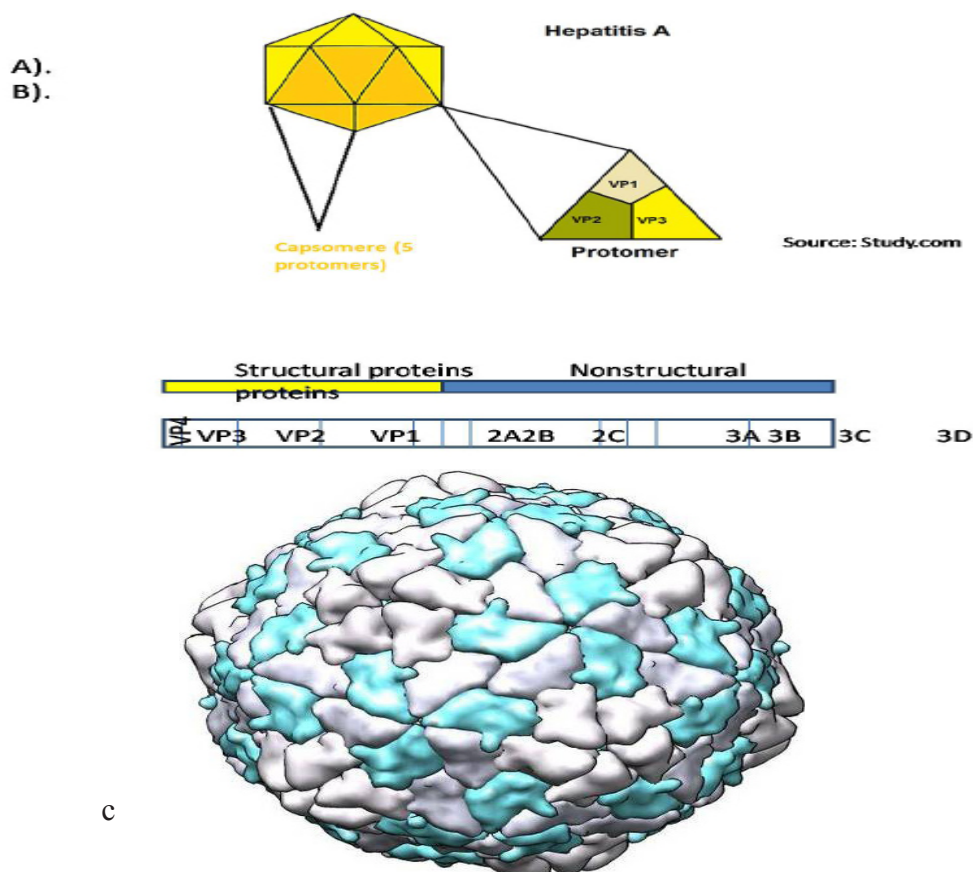 Hepatitis A
A).
B).
VP1
VP2 VP3
Capsomere (5
protomers)
Protomer
Source: Study.com
Structural proteins Nonstructural
proteins
VP4 VP3 VP2 VP1 2A2B 2C 3A 3B 3C 3D
c